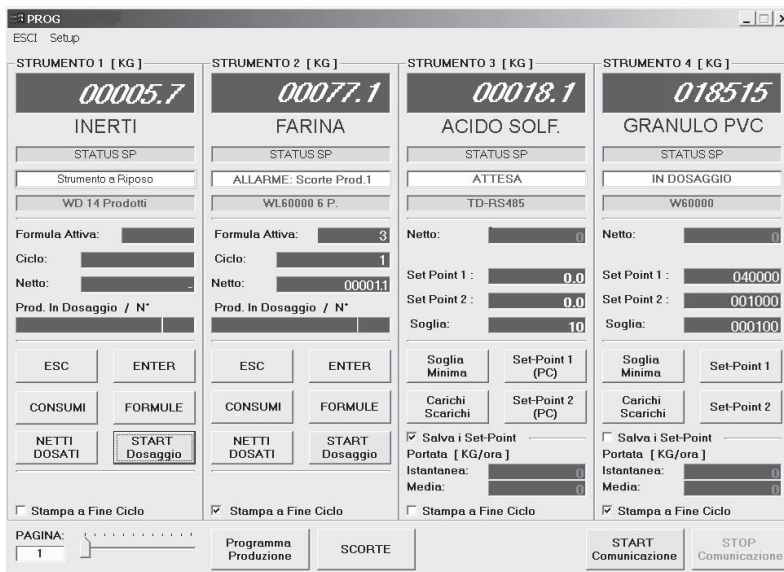 PROG
ESCI Setup
STRUMENTO 1 [ KG ]
00005.7
INERTI
STATUS SP
Strumento a Riposo
WD 14 Prodotti
Formula Attiva:
Ciclo:
Netto: -
Prod. In Dosaggio / N°
ESC ENTER
CONSUMI FORMULE
NETTI DOSATI START Dosaggio
Stampa a Fine Ciclo
STRUMENTO 2 [ KG ]
00077.1
FARINA
STATUS SP
ALLARME: Scorte Prod.1
WL60000 6 P.
Formula Attiva: 3
Ciclo: 1
Netto: 00001.1
Prod. In Dosaggio / N°
ESC ENTER
CONSUMI FORMULE
NETTI DOSATI START Dosaggio
Stampa a Fine Ciclo
STRUMENTO 3 [ KG ]
00018.1
ACIDO SOLF.
STATUS SP
ATTESA
TD-RS485
Netto: 0
Set Point 1 : 0.0
Set Point 2 : 0.0
Soglia: 10
Soglia Minima Set-Point 1 (PC)
Carichi Scarichi Set-Point 2 (PC)
Salva i Set-Point
Portata [ KG/ora ]
Istantanea: 0
Media: 0
Stampa a Fine Ciclo
STRUMENTO 4 [ KG ]
018515
GRANULO PVC
STATUS SP
IN DOSAGGIO
W60000
Netto: 0
Set Point 1 : 040000
Set Point 2 : 001000
Soglia: 000100
Soglia Minima Set-Point 1
Carichi Scarichi Set-Point 2
Salva i Set-Point
Portata [ KG/ora ]
Istantanea: 0
Media: 0
Stampa a Fine Ciclo
PAGINA:
1
Programma Produzione
SCORTE
START Comunicazione
STOP Comunicazione